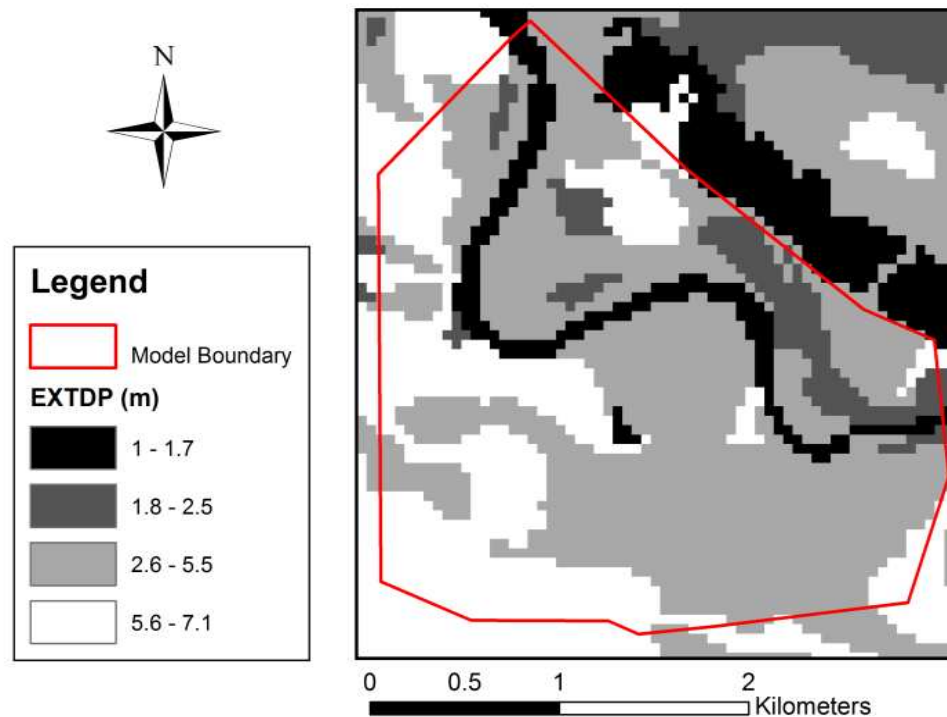 N
Legend
Model Boundary
EXTDP (m)
1 - 1.7
1.8 - 2.5
2.6 - 5.5
5.6 - 7.1
0 0.5 1 2
Kilometers